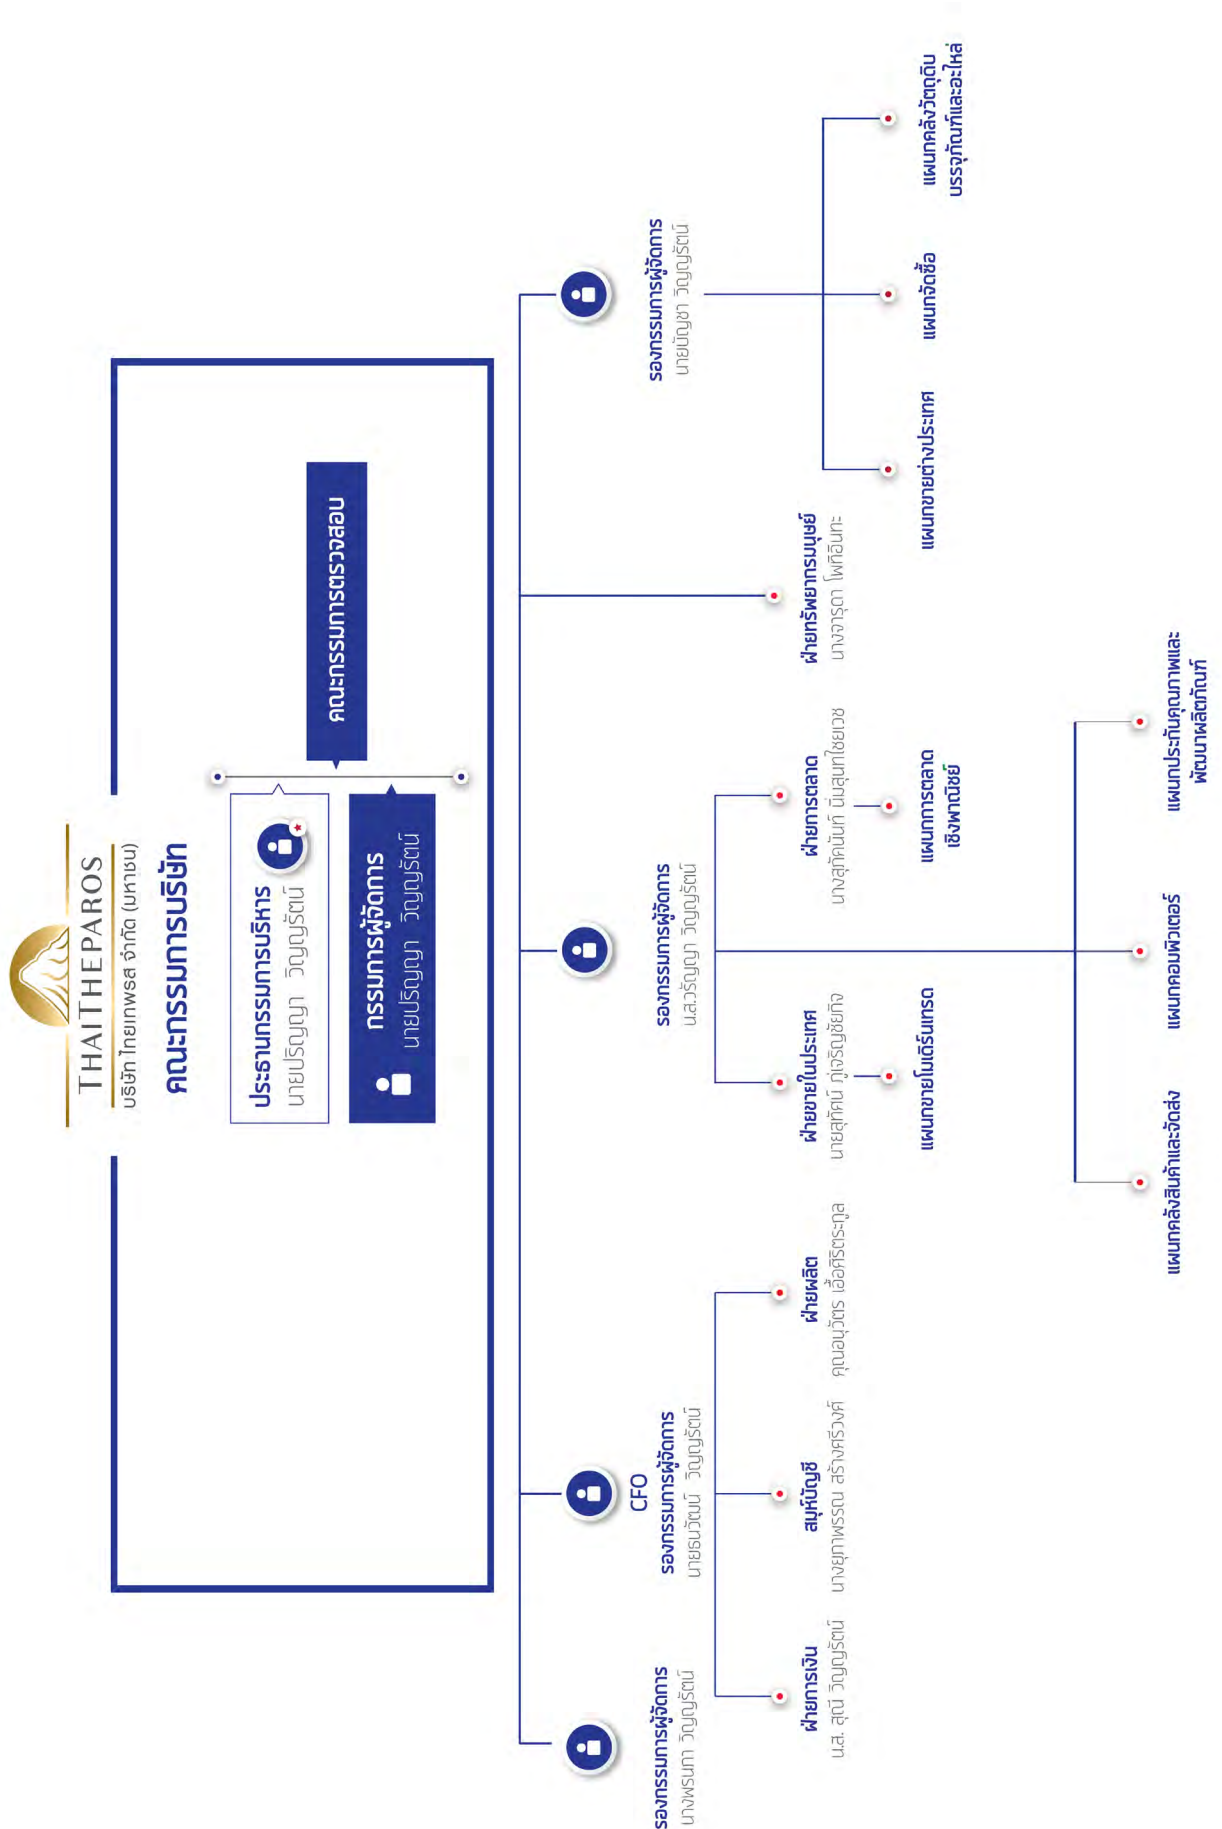 THAITHEPAROS
บริษัท ไทยเทพรส จำกัด (มหาชน)
คณะกรรมการบริษัท
ประธานกรรมการบริหาร
นายปริญญา วิญญรัตน์
กรรมการผู้จัดการ
นายปริญญา วิญญรัตน์
คณะกรรมการตรวจสอบ
รองกรรมการผู้จัดการ
นางพรนภา วิญญรัตน์
CFO
รองกรรมการผู้จัดการ
นายธนวัฒน์ วิญญรัตน์
รองกรรมการผู้จัดการ
น.ส.วรัญญา วิญญรัตน์
รองกรรมการผู้จัดการ
นายบัญชา วิญญรัตน์
ฝ่ายการเงิน
น.ส. สุณี วิญญรัตน์
สมุห์บัญชี
นางยุภาพรรณ สร้างศรีวงศ์
ฝ่ายผลิต
คุณอนุวัตร เอื้อศิริตระกูล
ฝ่ายขายในประเทศ
นายสุทัศน์ ภู่เจริญชัยกิจ
แผนกขายโมเดิร์นเทรด
ฝ่ายการตลาด
นางสุภัคนันท์ นิ่มสุนทไชยเวช
แผนกการตลาด
เชิงพาณิชย์
ฝ่ายทรัพยากรมนุษย์
นางจารุดา โพทิอินทะ
แผนกขายต่างประเทศ
แผนกจัดซื้อ
แผนกคลังวัตถุดิบ
บรรจุภัณฑ์และอะไหล่
แผนกคลังสินค้าและจัดส่ง
แผนกคอมพิวเตอร์
แผนกประกันคุณภาพและ
พัฒนาผลิตภัณฑ์